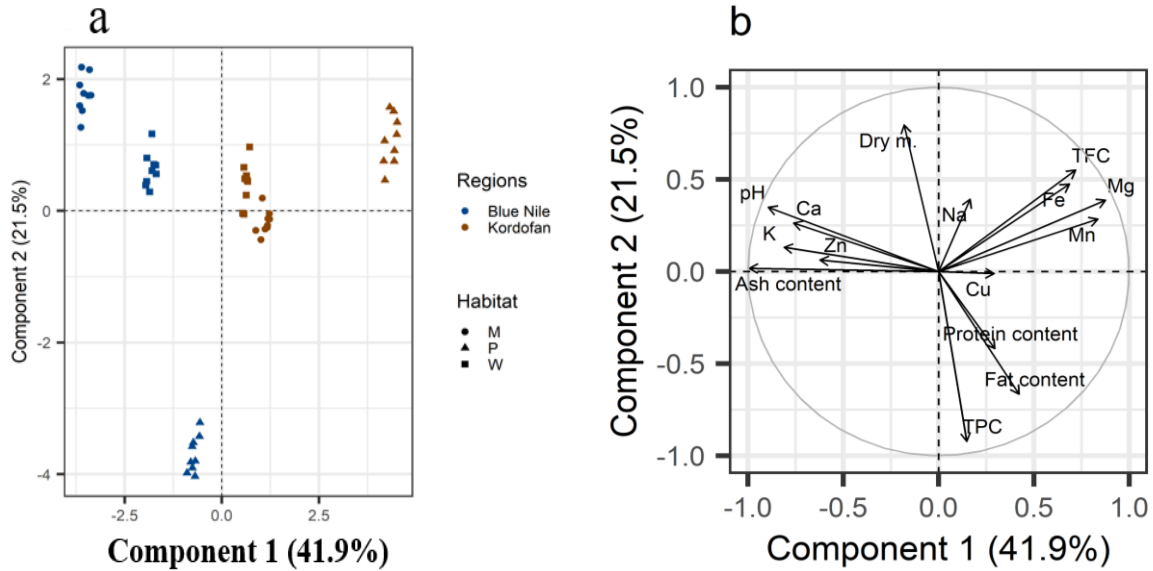 a
Component 2 (21.5%)
2
0
-2
-4
-2.5
0.0
2.5
Component 1 (41.9%)
Regions
Blue Nile
Kordofan
Habitat
M
P
W
b
Component 2 (21.5%)
1.0
0.5
0.0
-0.5
-1.0
Dry m.
TFC
pH
Ca
Na
Fe
Mg
K
Zn
Mn
Ash content
Cu
Protein content
Fat content
TPC
-1.0
-0.5
0.0
0.5
1.0
Component 1 (41.9%)